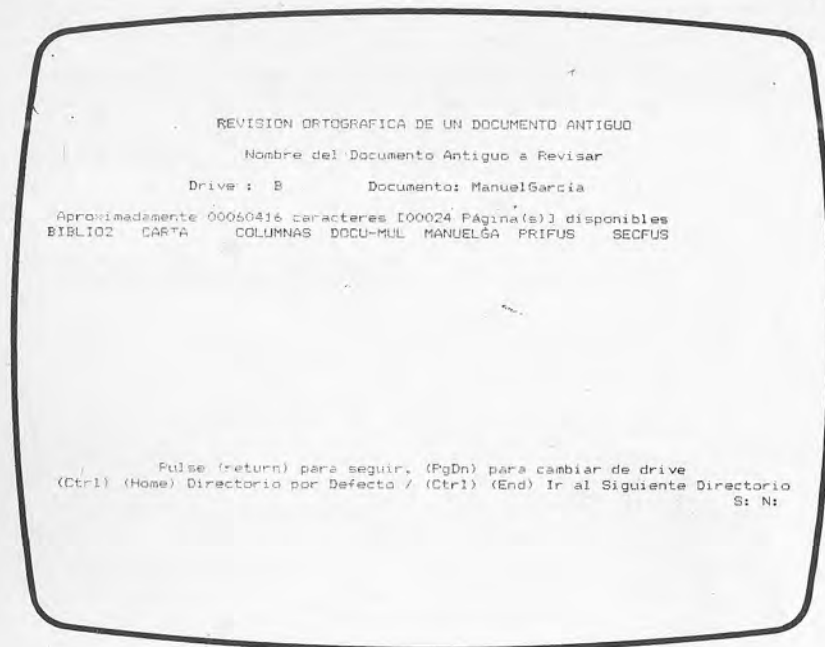 REVISION ORTOGRAFICA DE UN DOCUMENTO ANTIGUO
Nombre del Documento Antiguo a Revisar
Drive : B Documento: ManuelGarcia
Aproximadamente 00060416 caracteres [00024 Página(s)] disponibles
BIBLIO2 CARTA COLUMNAS DOCU-MUL MANUELGA PRIFUS SECFUS
Pulse (return) para seguir, (PgDn) para cambiar de drive
(Ctrl) (Home) Directorio por Defecto / (Ctrl) (End) Ir al Siguiente Directorio
S: N: